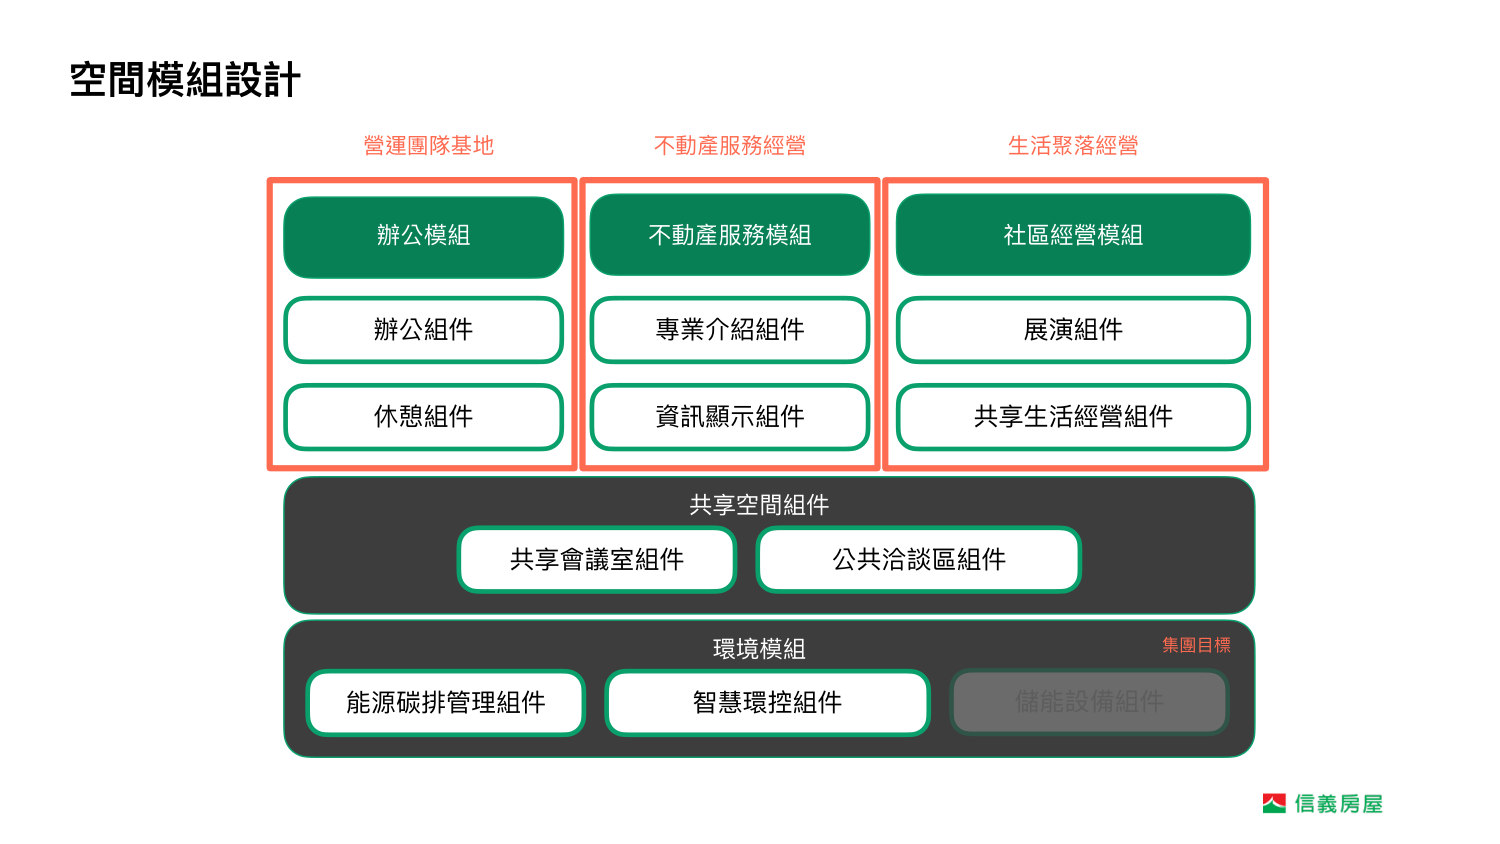 空間模組設計
營運團隊基地
不動產服務經營
生活聚落經營
辦公模組
不動產服務模組
社區經營模組
辦公組件
專業介紹組件
展演組件
休憩組件
資訊顯示組件
共享生活經營組件
共享空間組件
共享會議室組件
公共洽談區組件
環境模組
集團目標
能源碳排管理組件
智慧環控組件
儲能設備組件
信義房屋